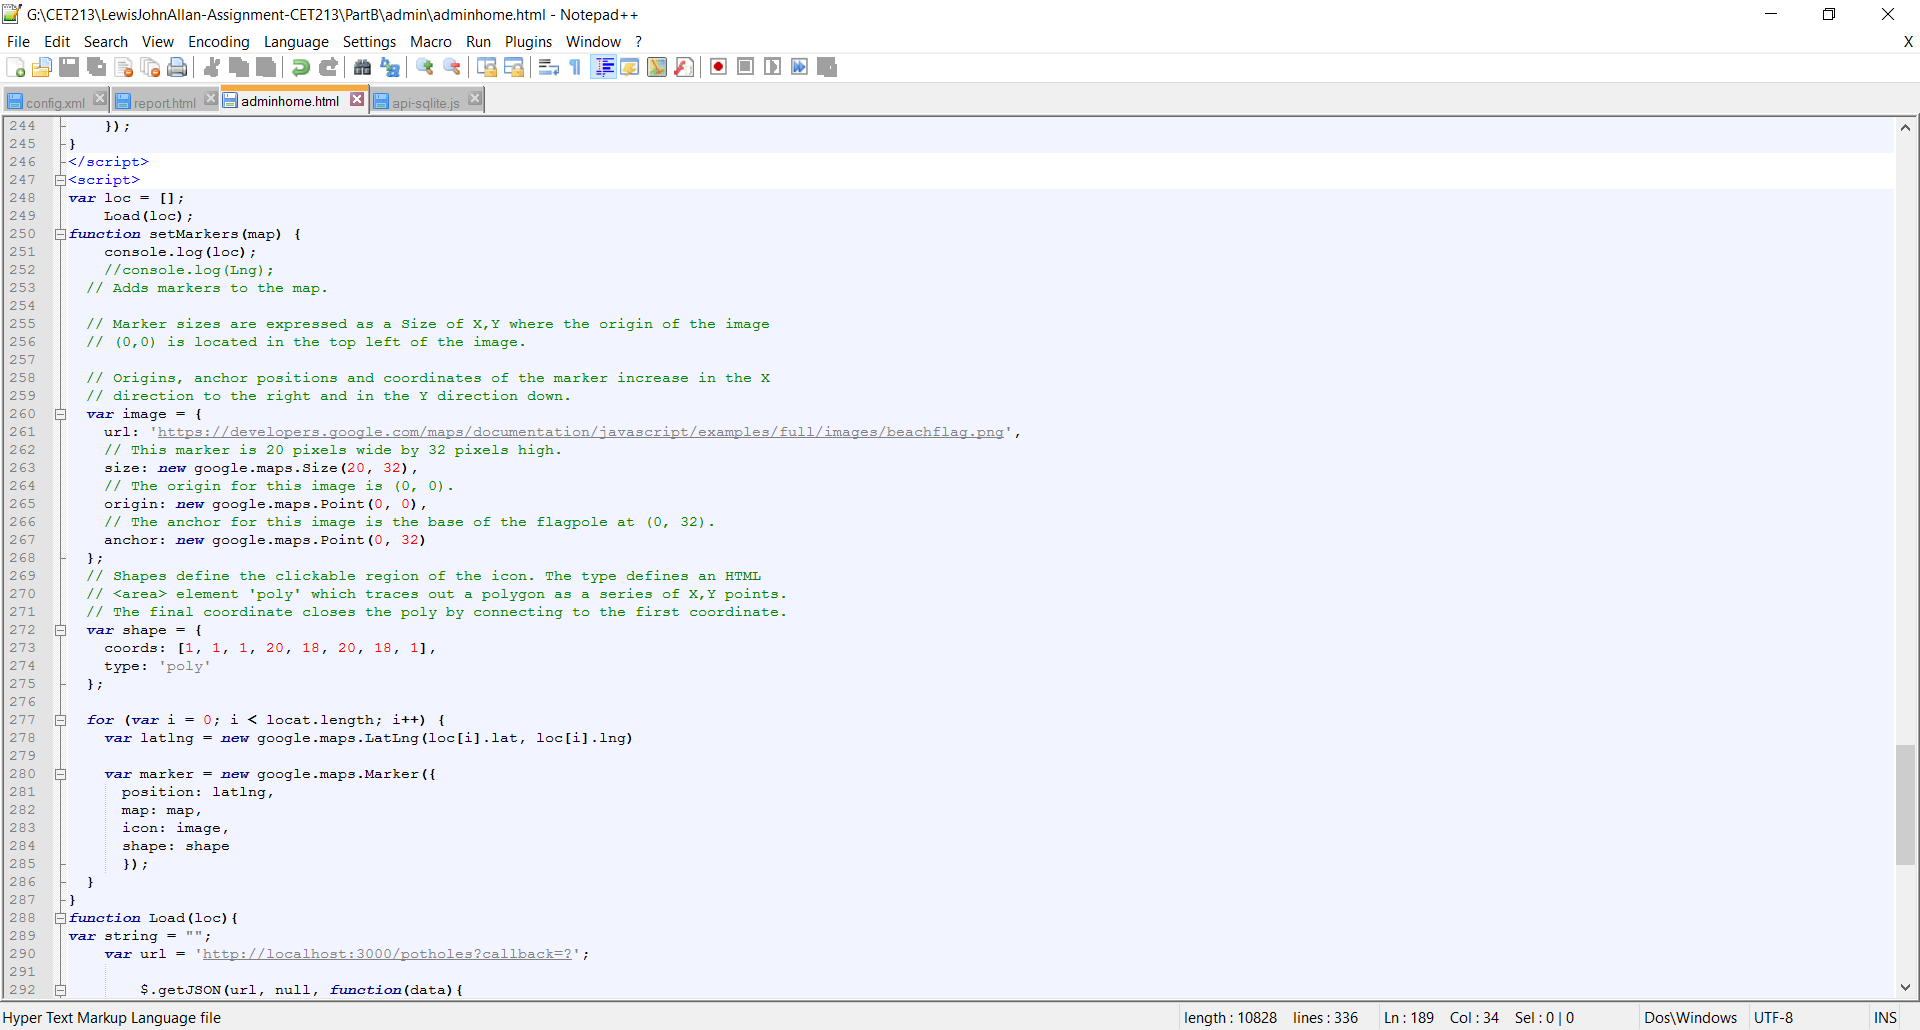 G:\CET213\LewisJohnAllan-Assignment-CET213\PartB\admin\adminhome.html - Notepad++
File Edit Search View Encoding Language Settings Macro Run Plugins Window ? X
config.xml report.html adminhome.html api-sqlite.js
244 });
245 }
246 </script>
247 <script>
248 var loc = [];
249 Load(loc);
250 function setMarkers(map) {
251 console.log(loc);
252 //console.log(Lng);
253 // Adds markers to the map.
254
255 // Marker sizes are expressed as a Size of X,Y where the origin of the image
256 // (0,0) is located in the top left of the image.
257
258 // Origins, anchor positions and coordinates of the marker increase in the X
259 // direction to the right and in the Y direction down.
260 var image = {
261 url: 'https://developers.google.com/maps/documentation/javascript/examples/full/images/beachflag.png',
262 // This marker is 20 pixels wide by 32 pixels high.
263 size: new google.maps.Size(20, 32),
264 // The origin for this image is (0, 0).
265 origin: new google.maps.Point(0, 0),
266 // The anchor for this image is the base of the flagpole at (0, 32).
267 anchor: new google.maps.Point(0, 32)
268 };
269 // Shapes define the clickable region of the icon. The type defines an HTML
270 // <area> element 'poly' which traces out a polygon as a series of X,Y points.
271 // The final coordinate closes the poly by connecting to the first coordinate.
272 var shape = {
273 coords: [1, 1, 1, 20, 18, 20, 18, 1],
274 type: 'poly'
275 };
276
277 for (var i = 0; i < locat.length; i++) {
278 var latlng = new google.maps.LatLng(loc[i].lat, loc[i].lng)
279
280 var marker = new google.maps.Marker({
281 position: latlng,
282 map: map,
283 icon: image,
284 shape: shape
285 });
286 }
287 }
288 function Load(loc){
289 var string = "";
290 var url = 'http://localhost:3000/potholes?callback=?';
291
292 $.getJSON(url, null, function(data){
Hyper Text Markup Language file length : 10828 lines : 336 Ln : 189 Col : 34 Sel : 0 | 0 Dos\Windows UTF-8 INS